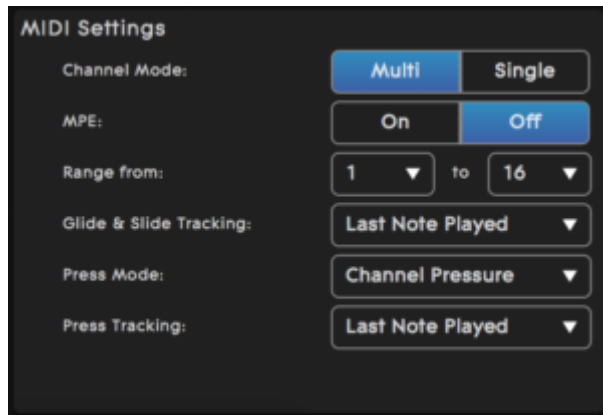 MIDI Settings
Channel Mode: Multi Single
MPE: On Off
Range from: 1 to 16
Glide & Slide Tracking: Last Note Played
Press Mode: Channel Pressure
Press Tracking: Last Note Played